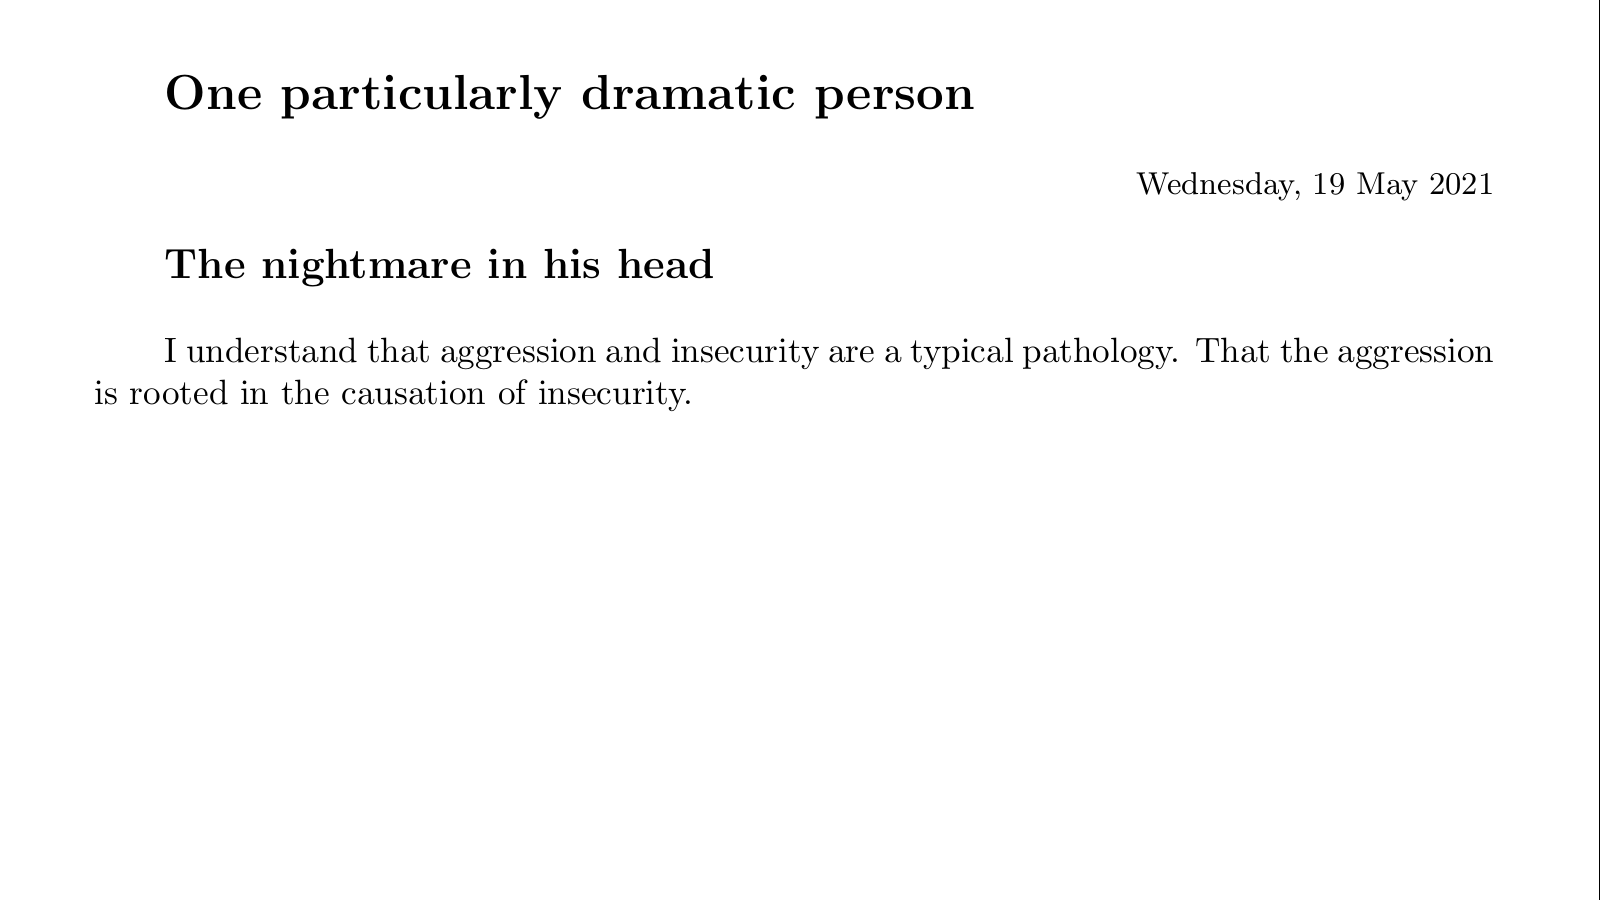 One particularly dramatic person
Wednesday, 19 May 2021
The nightmare in his head
I understand that aggression and insecurity are a typical pathology. That the aggression
is rooted in the causation of insecurity.